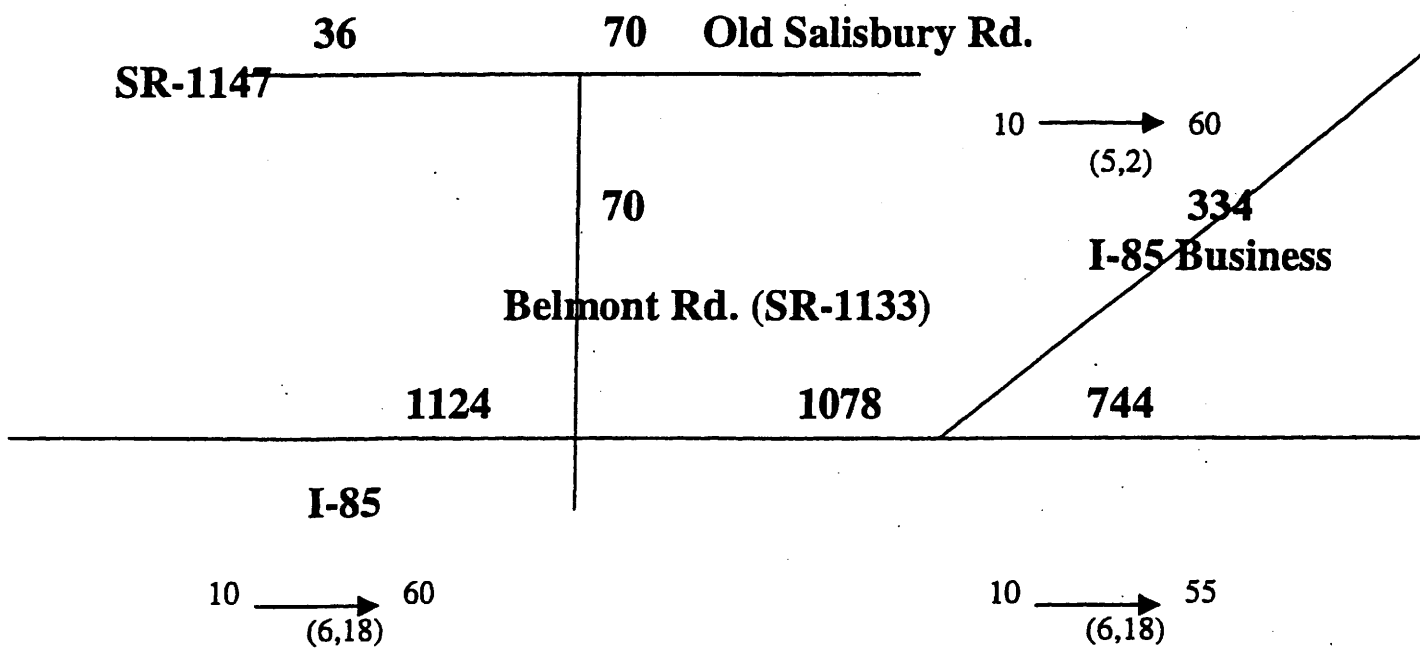 36 70 Old Salisbury Rd.
SR-1147
10 60
(5,2)
70 334
I-85 Business
Belmont Rd. (SR-1133)
1124 1078 744
I-85
10 60 10 55
(6,18) (6,18)